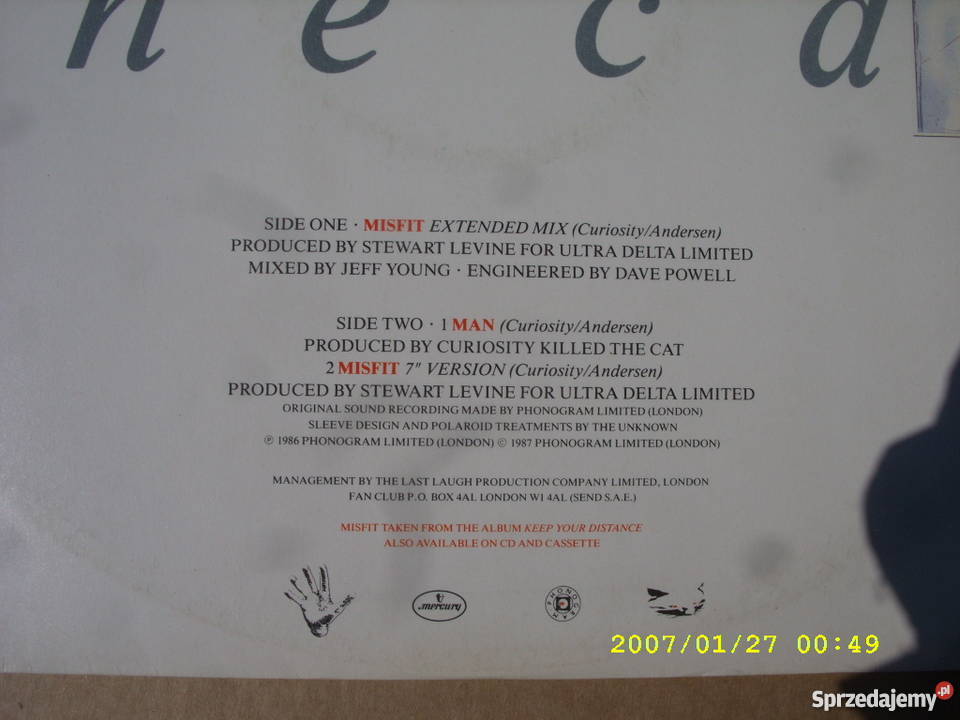 n e c a
SIDE ONE · MISFIT EXTENDED MIX (Curiosity/Andersen)
PRODUCED BY STEWART LEVINE FOR ULTRA DELTA LIMITED
MIXED BY JEFF YOUNG · ENGINEERED BY DAVE POWELL
SIDE TWO · 1 MAN (Curiosity/Andersen)
PRODUCED BY CURIOSITY KILLED THE CAT
2 MISFIT 7" VERSION (Curiosity/Andersen)
PRODUCED BY STEWART LEVINE FOR ULTRA DELTA LIMITED
ORIGINAL SOUND RECORDING MADE BY PHONOGRAM LIMITED (LONDON)
SLEEVE DESIGN AND POLAROID TREATMENTS BY THE UNKNOWN
℗ 1986 PHONOGRAM LIMITED (LONDON) © 1987 PHONOGRAM LIMITED (LONDON)
MANAGEMENT BY THE LAST LAUGH PRODUCTION COMPANY LIMITED, LONDON
FAN CLUB P.O. BOX 4AL LONDON W1 4AL (SEND S.A.E.)
MISFIT TAKEN FROM THE ALBUM KEEP YOUR DISTANCE
ALSO AVAILABLE ON CD AND CASSETTE
mercury
PHONOGRAM
2007/01/27 00:49
Sprzedajemy.pl